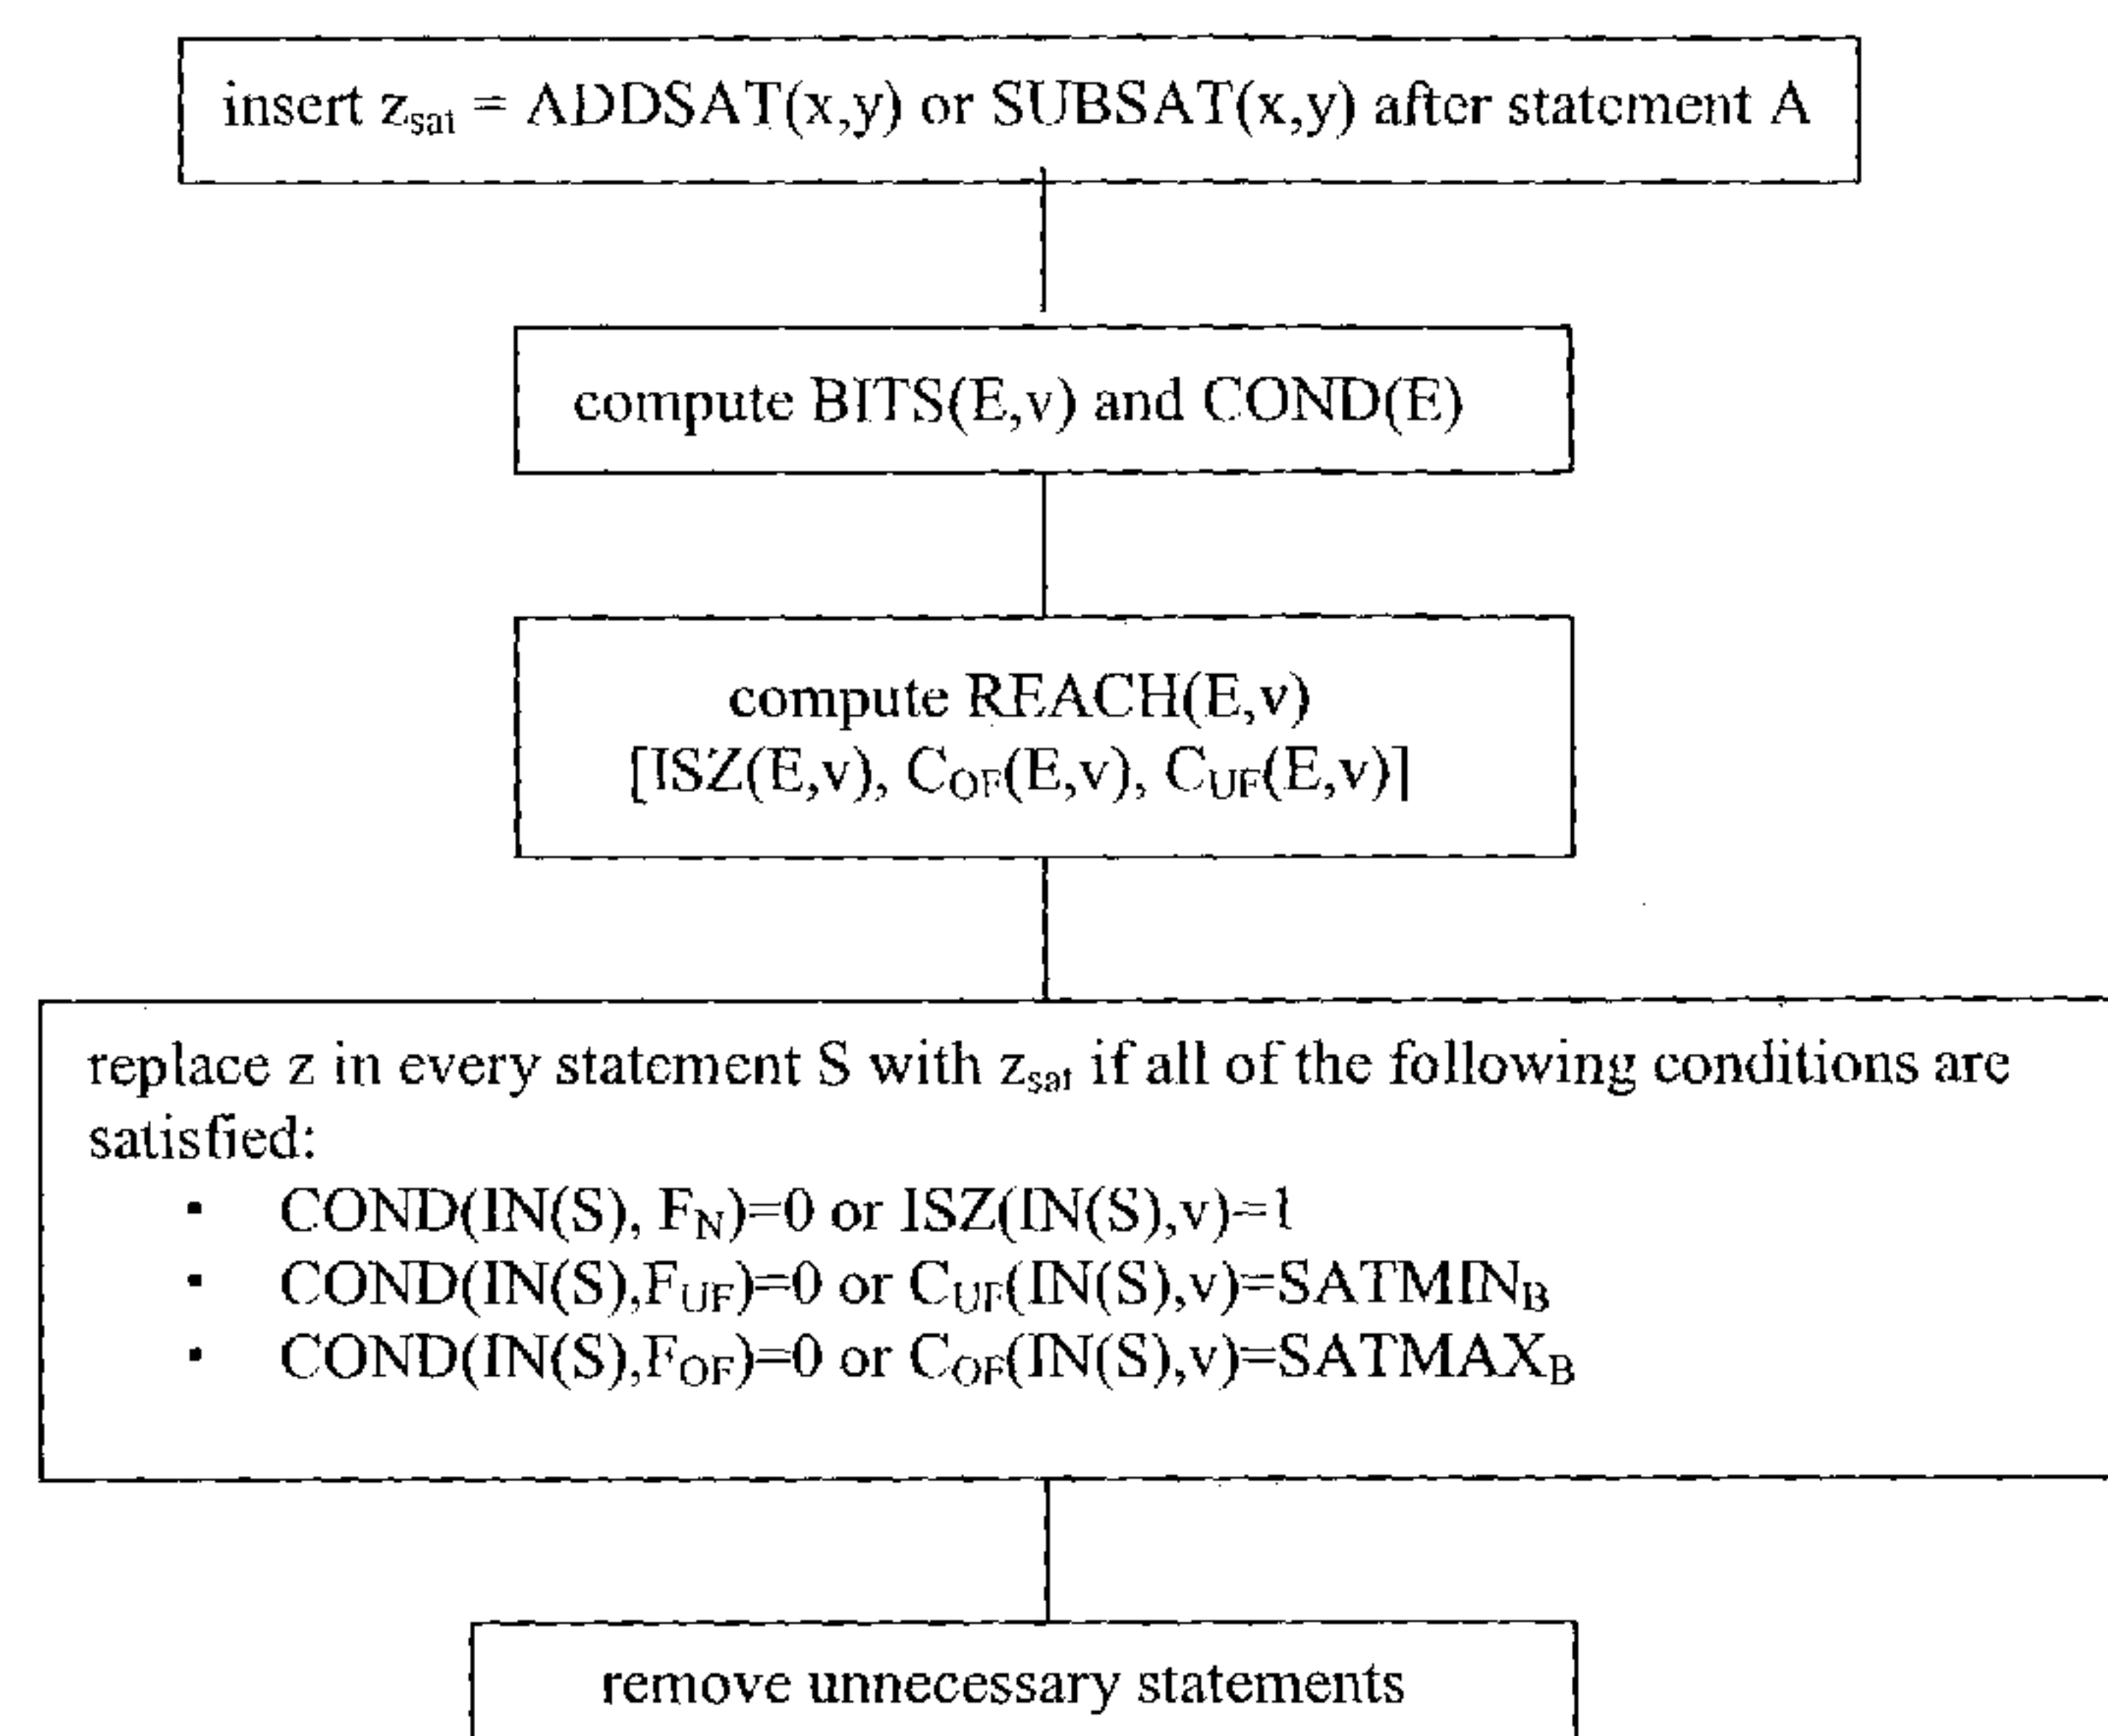 insert z_sat = ADDSAT(x,y) or SUBSAT(x,y) after statement A
compute BITS(E,v) and COND(E)
compute REACH(E,v)
[ISZ(E,v), C_OF(E,v), C_UF(E,v)]
replace z in every statement S with z_sat if all of the following conditions are
satisfied:
▪ COND(IN(S), F_N)=0 or ISZ(IN(S),v)=1
▪ COND(IN(S),F_UF)=0 or C_UF(IN(S),v)=SATMIN_B
▪ COND(IN(S),F_OF)=0 or C_OF(IN(S),v)=SATMAX_B
remove unnecessary statements